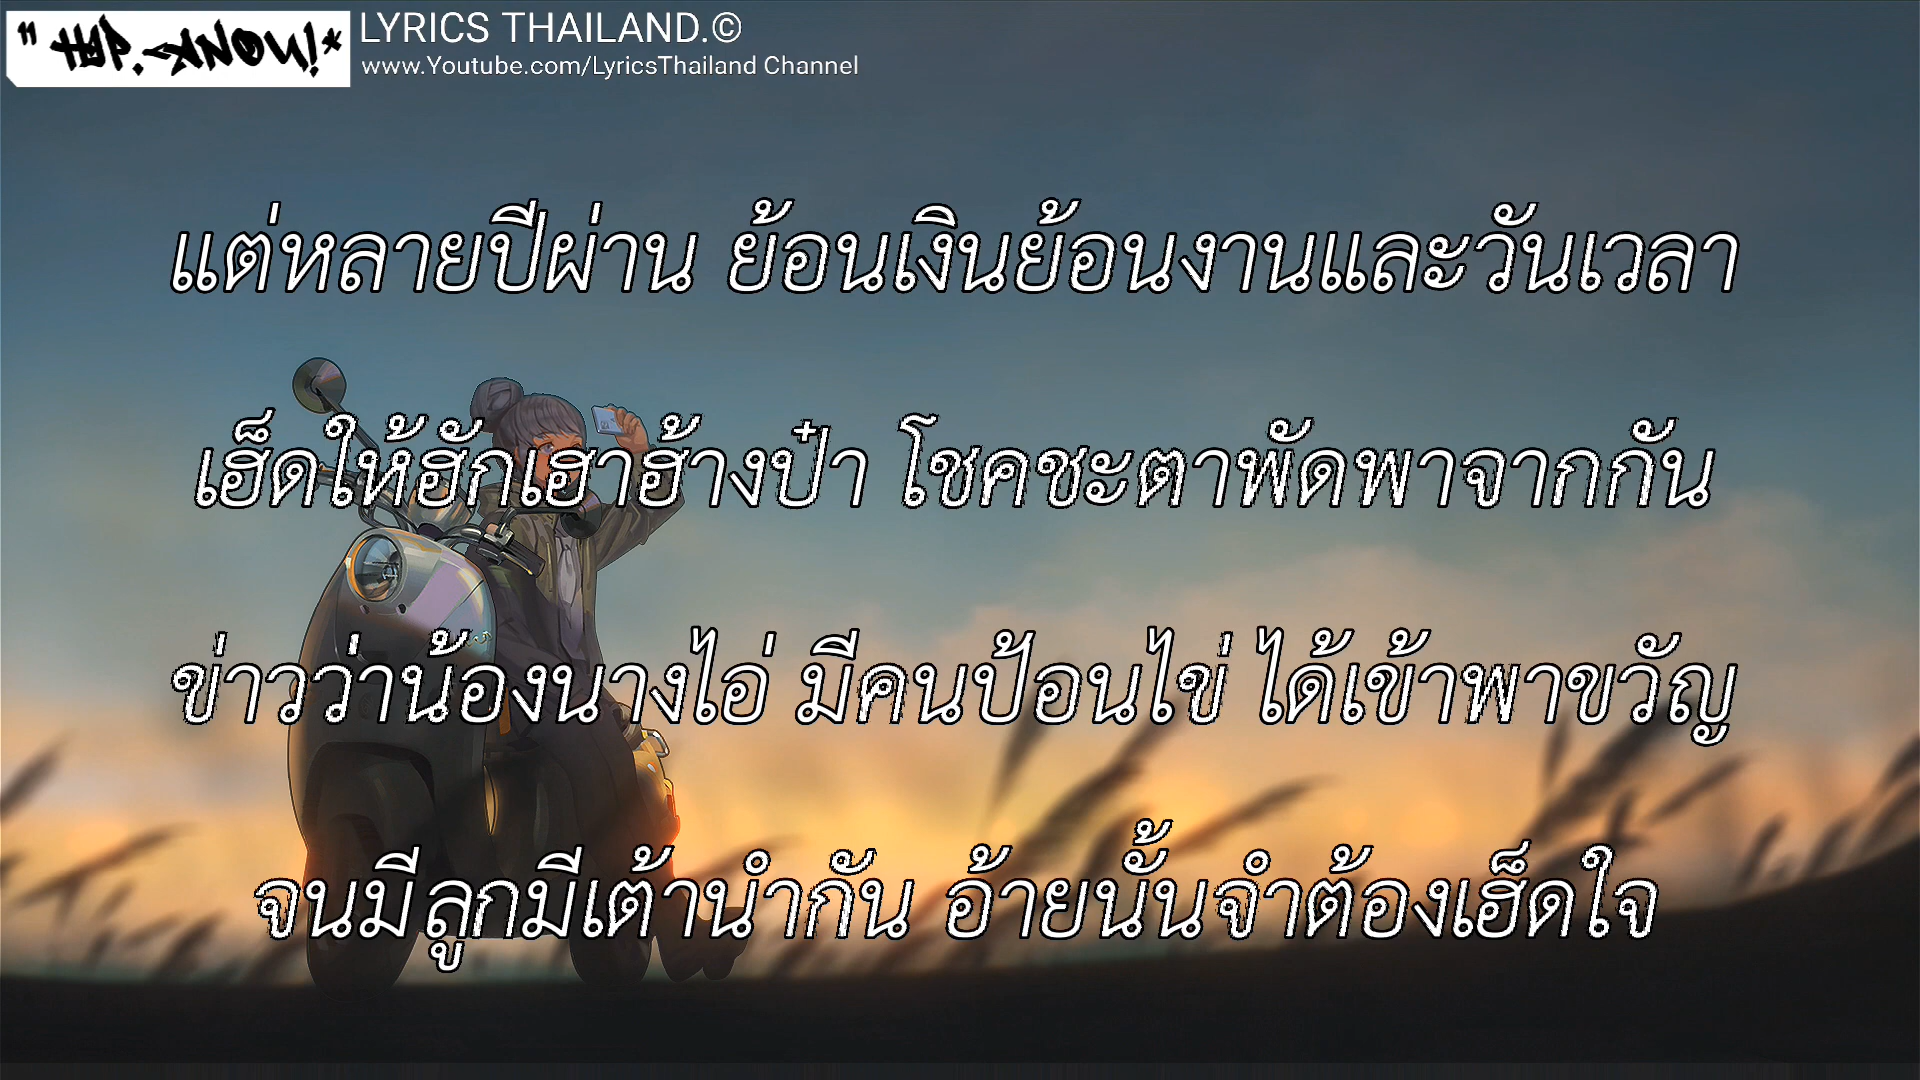 " HYP.-KNOW!*
LYRICS THAILAND.©
www.Youtube.com/LyricsThailand Channel
แต่หลายปีผ่าน ย้อนเงินย้อนงานและวันเวลา
เฮ็ดให้ฮักเฮาฮ้างป๋า โชคชะตาพัดพาจากกัน
ข่าวว่าน้องนางไอ่ มีคนป้อนไข่ ได้เข้าพาขวัญ
จนมีลูกมีเต้านำกัน อ้ายนั้นจำต้องเฮ็ดใจ